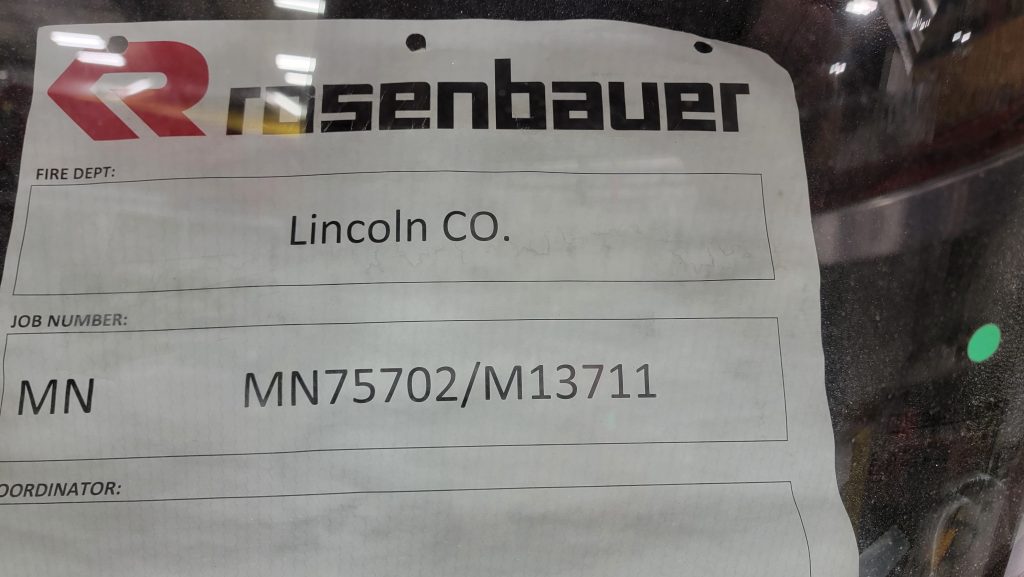 rosenbauer
FIRE DEPT:
Lincoln CO.
JOB NUMBER:
MN MN75702/M13711
OORDINATOR: